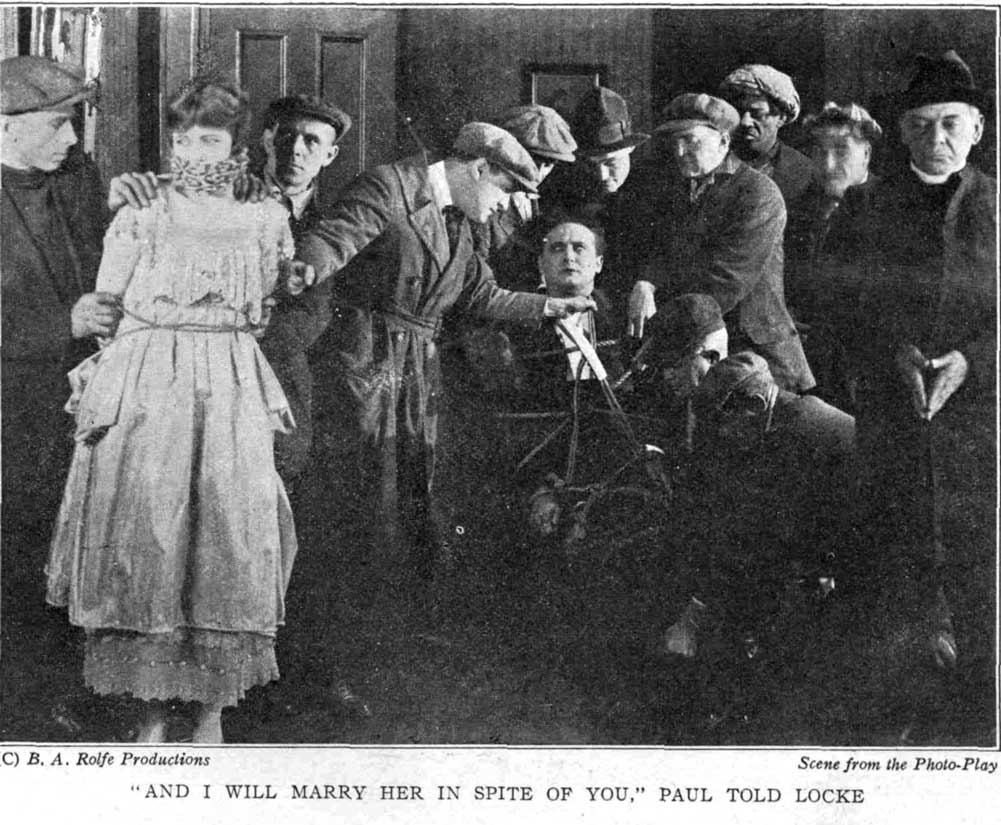 (C) B. A. Rolfe Productions
Scene from the Photo-Play
"AND I WILL MARRY HER IN SPITE OF YOU," PAUL TOLD LOCKE